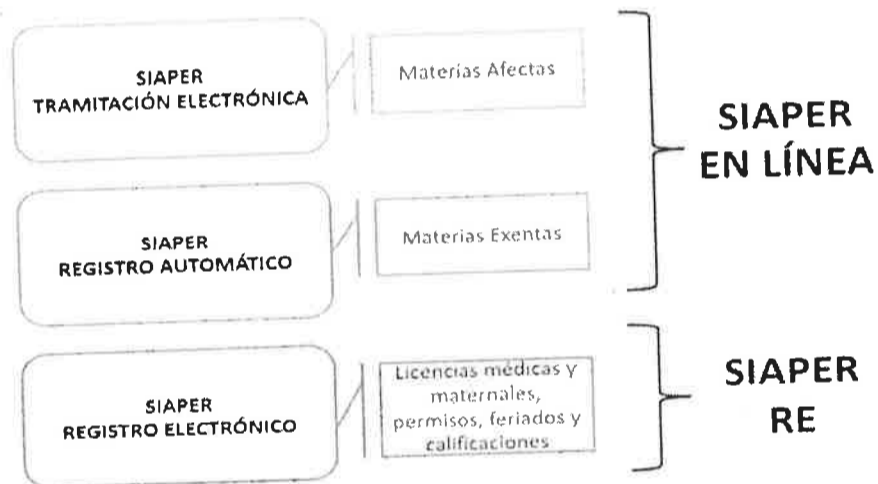 SIAPER
TRAMITACIÓN ELECTRÓNICA
Materias Afectas
SIAPER
EN LÍNEA
SIAPER
REGISTRO AUTOMÁTICO
Materias Exentas
SIAPER
REGISTRO ELECTRÓNICO
Licencias médicas y
maternales,
permisos, feriados y
calificaciones
SIAPER
RE